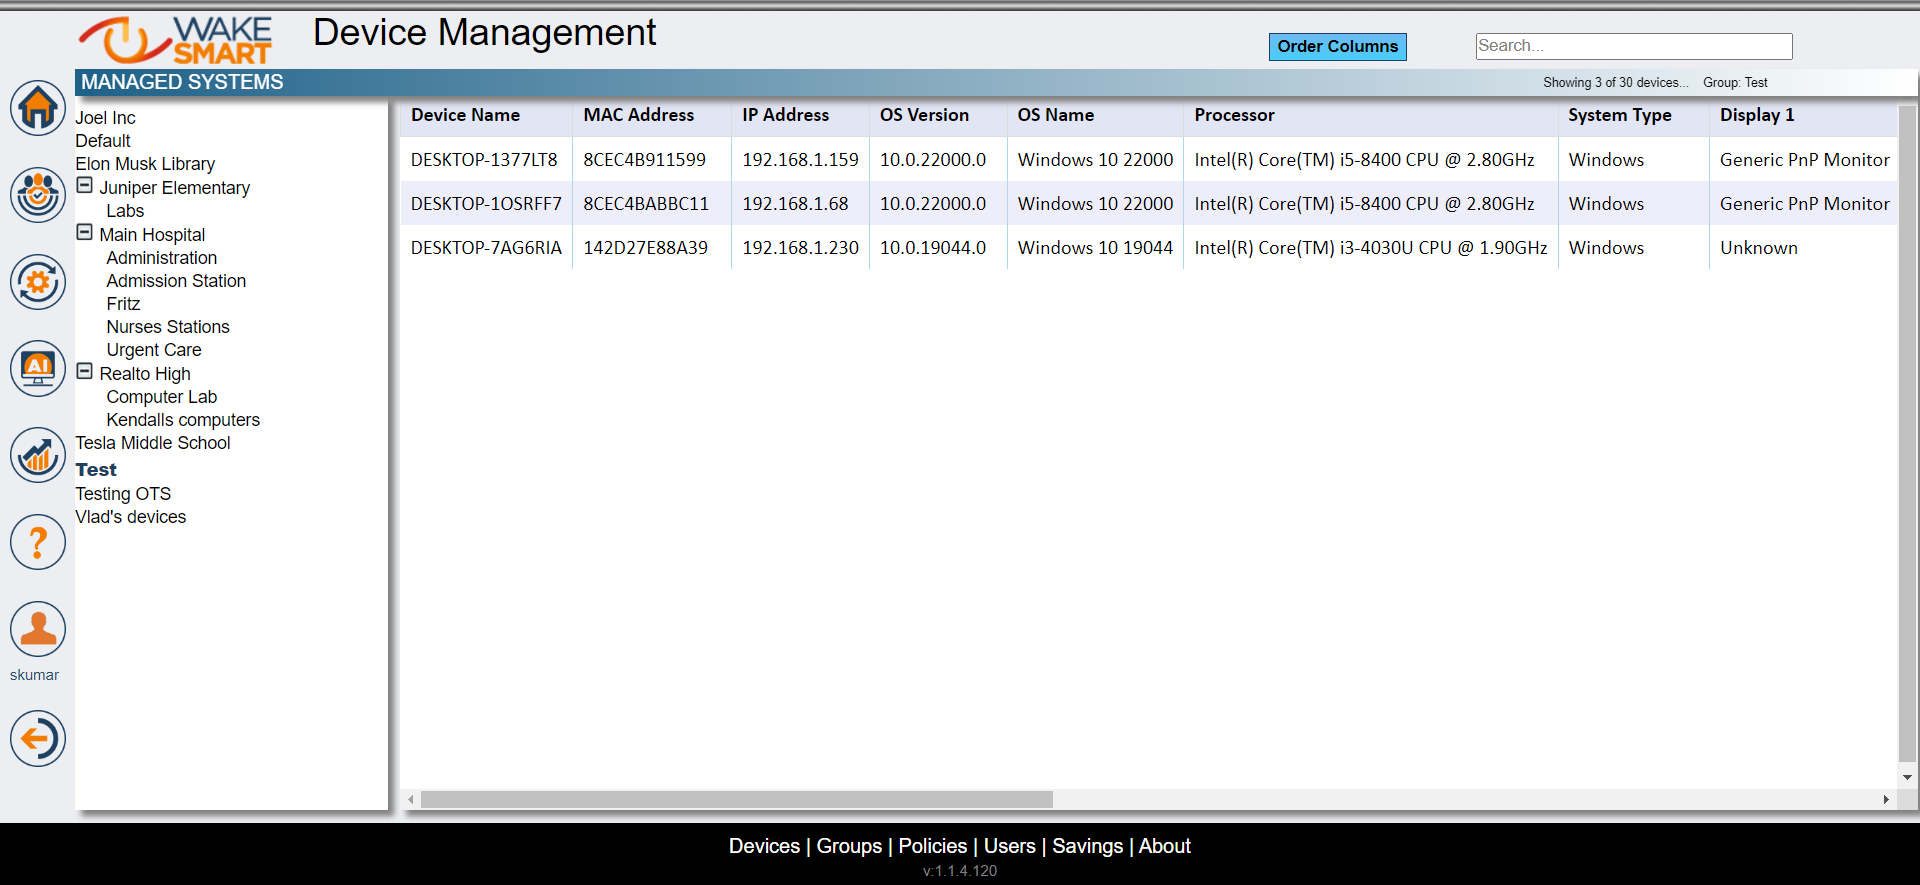 WAKE SMART
Device Management
Order Columns
Search...
MANAGED SYSTEMS
Showing 3 of 30 devices... Group: Test
Joel Inc
Default
Elon Musk Library
Juniper Elementary
Labs
Main Hospital
Administration
Admission Station
Fritz
Nurses Stations
Urgent Care
Realto High
Computer Lab
Kendalls computers
Tesla Middle School
Test
Testing OTS
Vlad's devices
AI
?
skumar
Device Name MAC Address IP Address OS Version OS Name Processor System Type Display 1
DESKTOP-1377LT8 8CEC4B911599 192.168.1.159 10.0.22000.0 Windows 10 22000 Intel(R) Core(TM) i5-8400 CPU @ 2.80GHz Windows Generic PnP Monitor
DESKTOP-1OSRFF7 8CEC4BABBC11 192.168.1.68 10.0.22000.0 Windows 10 22000 Intel(R) Core(TM) i5-8400 CPU @ 2.80GHz Windows Generic PnP Monitor
DESKTOP-7AG6RIA 142D27E88A39 192.168.1.230 10.0.19044.0 Windows 10 19044 Intel(R) Core(TM) i3-4030U CPU @ 1.90GHz Windows Unknown
Devices | Groups | Policies | Users | Savings | About
v:1.1.4.120